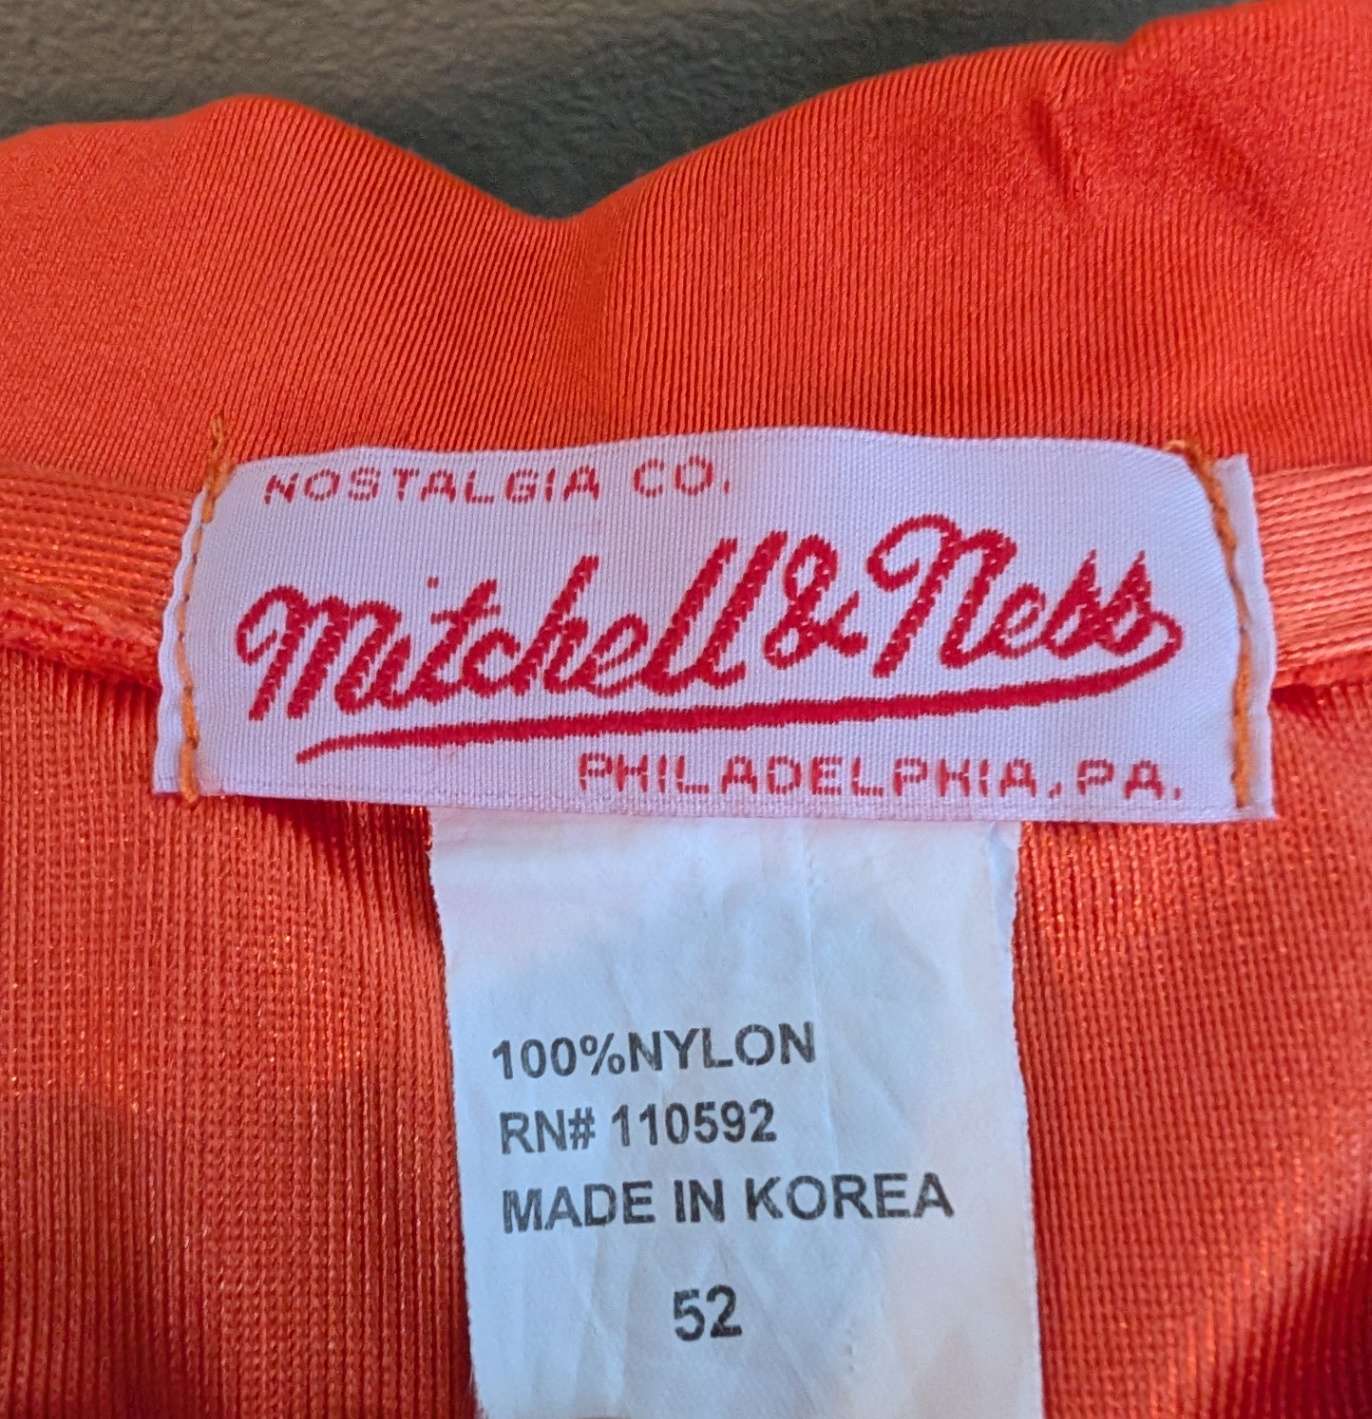 NOSTALGIA CO.
Mitchell & Ness
PHILADELPHIA, PA.
100%NYLON
RN# 110592
MADE IN KOREA
52